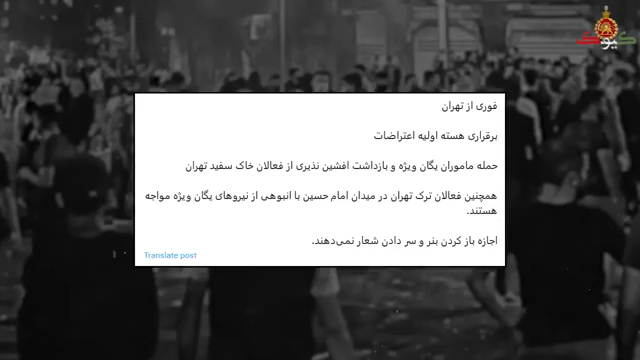 گیوتک
فوری از تهران
برقراری هسته اولیه اعتراضات
حمله ماموران یگان ویژه و بازداشت افشین نذیری از فعالان خاک سفید تهران
همچنین فعالان ترک تهران در میدان امام حسین با انبوهی از نیروهای یگان ویژه مواجه
هستند.
اجازه باز کردن بنر و سر دادن شعار نمی‌دهند.
Translate post